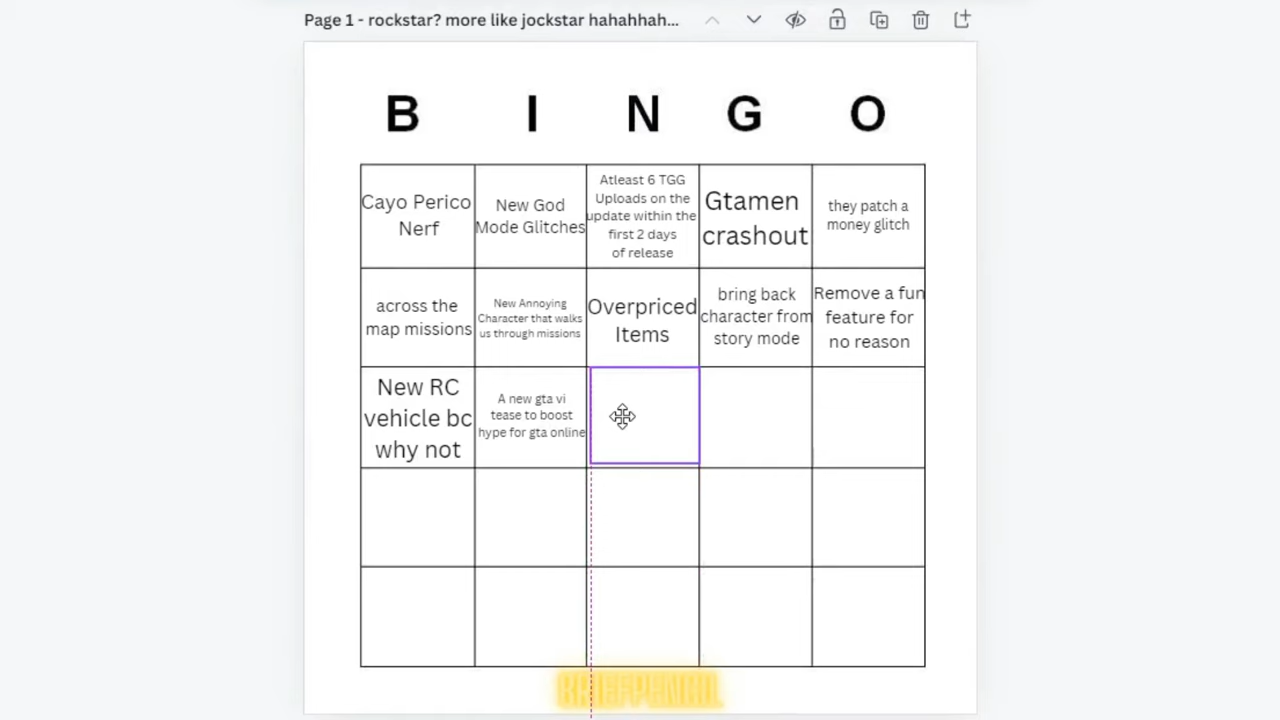 Page 1 - rockstar? more like jockstar hahahhah...
B I N G O
Cayo Perico
Nerf
New God
Mode Glitches
Atleast 6 TGG
Uploads on the
update within the
first 2 days
of release
Gtamen
crashout
they patch a
money glitch
across the
map missions
New Annoying
Character that walks
us through missions
Overpriced
Items
bring back
character from
story mode
Remove a fun
feature for
no reason
New RC
vehicle bc
why not
A new gta vi
tease to boost
hype for gta online